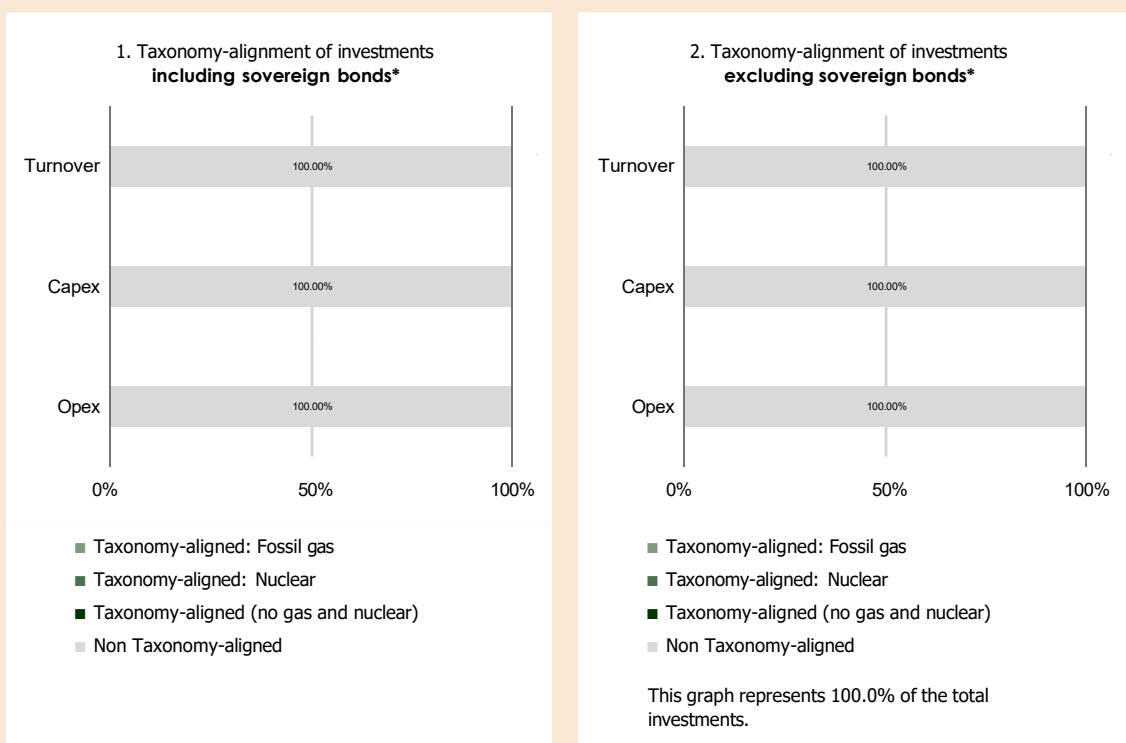 1. Taxonomy-alignment of investments
including sovereign bonds*
Turnover
100.00%
Capex
100.00%
Opex
100.00%
0%
50%
100%
Taxonomy-aligned: Fossil gas
Taxonomy-aligned: Nuclear
Taxonomy-aligned (no gas and nuclear)
Non Taxonomy-aligned
2. Taxonomy-alignment of investments
excluding sovereign bonds*
Turnover
100.00%
Capex
100.00%
Opex
100.00%
0%
50%
100%
Taxonomy-aligned: Fossil gas
Taxonomy-aligned: Nuclear
Taxonomy-aligned (no gas and nuclear)
Non Taxonomy-aligned
This graph represents 100.0% of the total
investments.